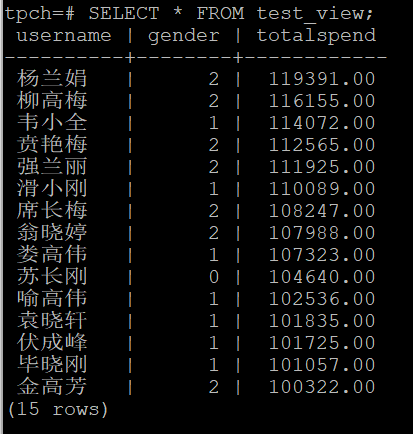 tpch=# SELECT * FROM test_view;
 username | gender | totalspend
----------+--------+------------
 杨兰娟   |      2 |  119391.00
 柳高梅   |      2 |  116155.00
 韦小全   |      1 |  114072.00
 贲艳梅   |      2 |  112565.00
 强兰丽   |      2 |  111925.00
 滑小刚   |      1 |  110089.00
 席长梅   |      2 |  108247.00
 翁晓婷   |      2 |  107988.00
 娄高伟   |      1 |  107323.00
 苏长刚   |      0 |  104640.00
 喻高伟   |      1 |  102536.00
 袁晓轩   |      1 |  101835.00
 伏成峰   |      1 |  101725.00
 毕晓刚   |      1 |  101057.00
 金高芳   |      2 |  100322.00
(15 rows)